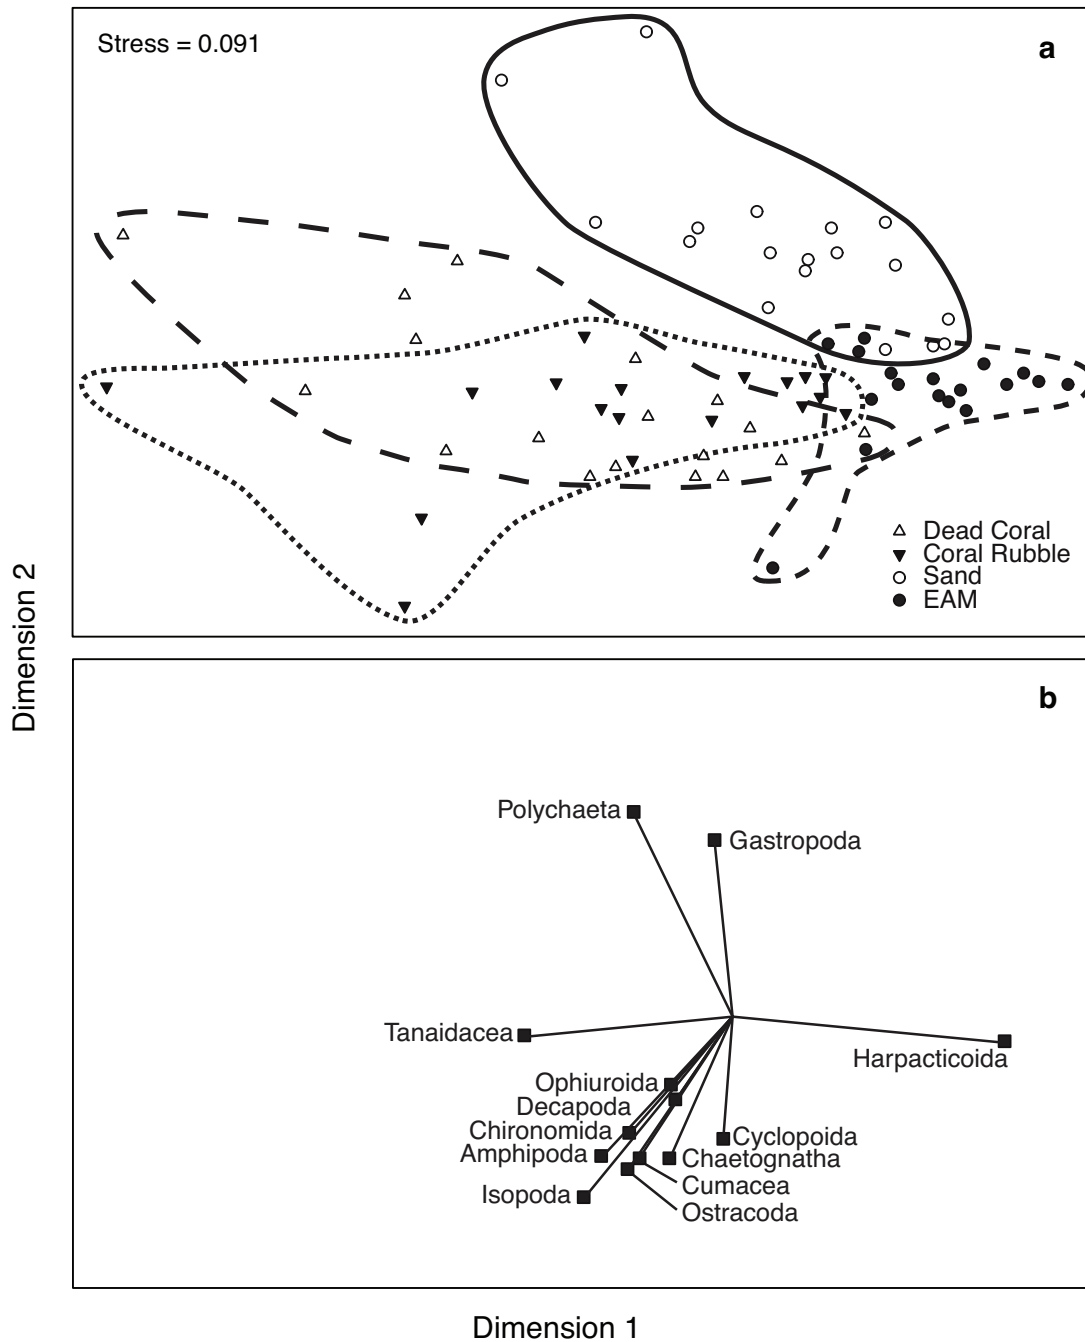 Stress = 0.091
a
Dead Coral
Coral Rubble
Sand
EAM
Dimension 2
b
Polychaeta
Gastropoda
Tanaidacea
Harpacticoida
Ophiuroida
Decapoda
Chironomida
Cyclopoida
Amphipoda
Chaetognatha
Isopoda
Cumacea
Ostracoda
Dimension 1